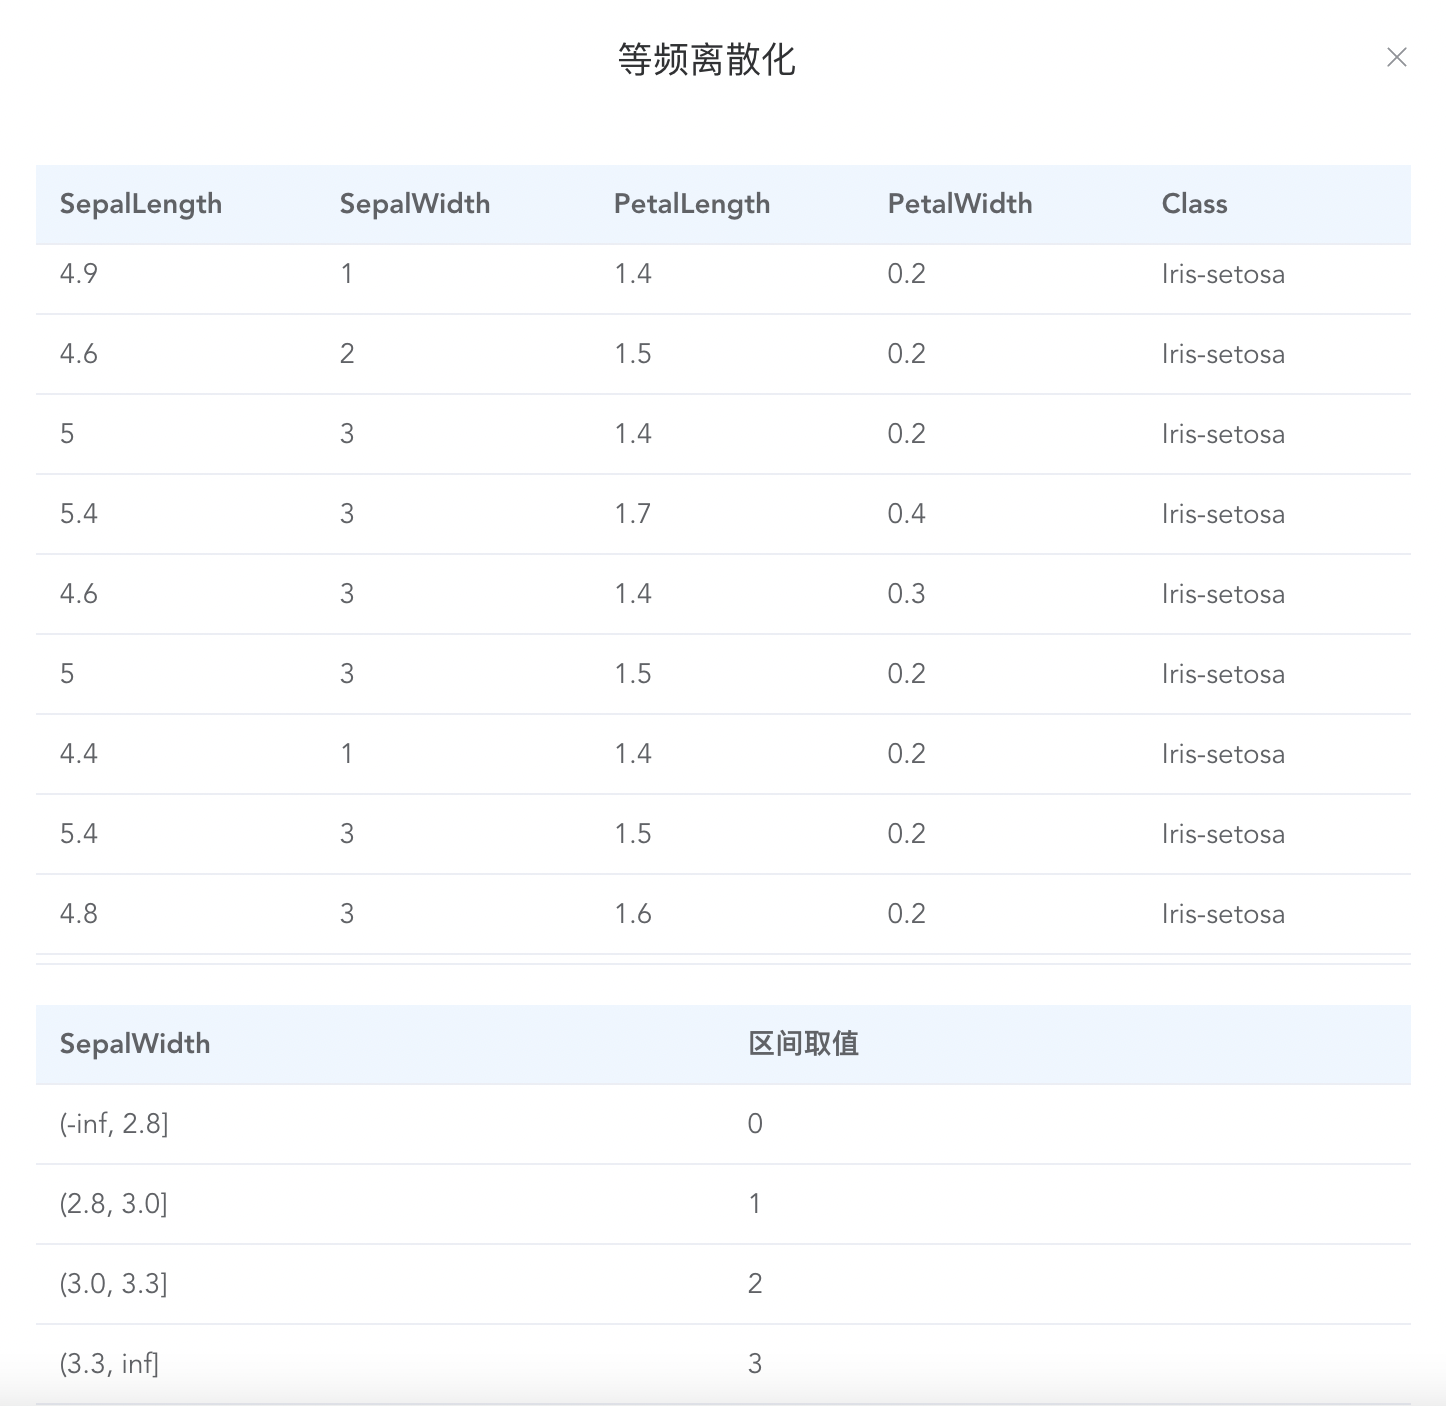 等频离散化
SepalLength SepalWidth PetalLength PetalWidth Class
4.9 1 1.4 0.2 Iris-setosa
4.6 2 1.5 0.2 Iris-setosa
5 3 1.4 0.2 Iris-setosa
5.4 3 1.7 0.4 Iris-setosa
4.6 3 1.4 0.3 Iris-setosa
5 3 1.5 0.2 Iris-setosa
4.4 1 1.4 0.2 Iris-setosa
5.4 3 1.5 0.2 Iris-setosa
4.8 3 1.6 0.2 Iris-setosa
SepalWidth 区间取值
(-inf, 2.8] 0
(2.8, 3.0] 1
(3.0, 3.3] 2
(3.3, inf] 3